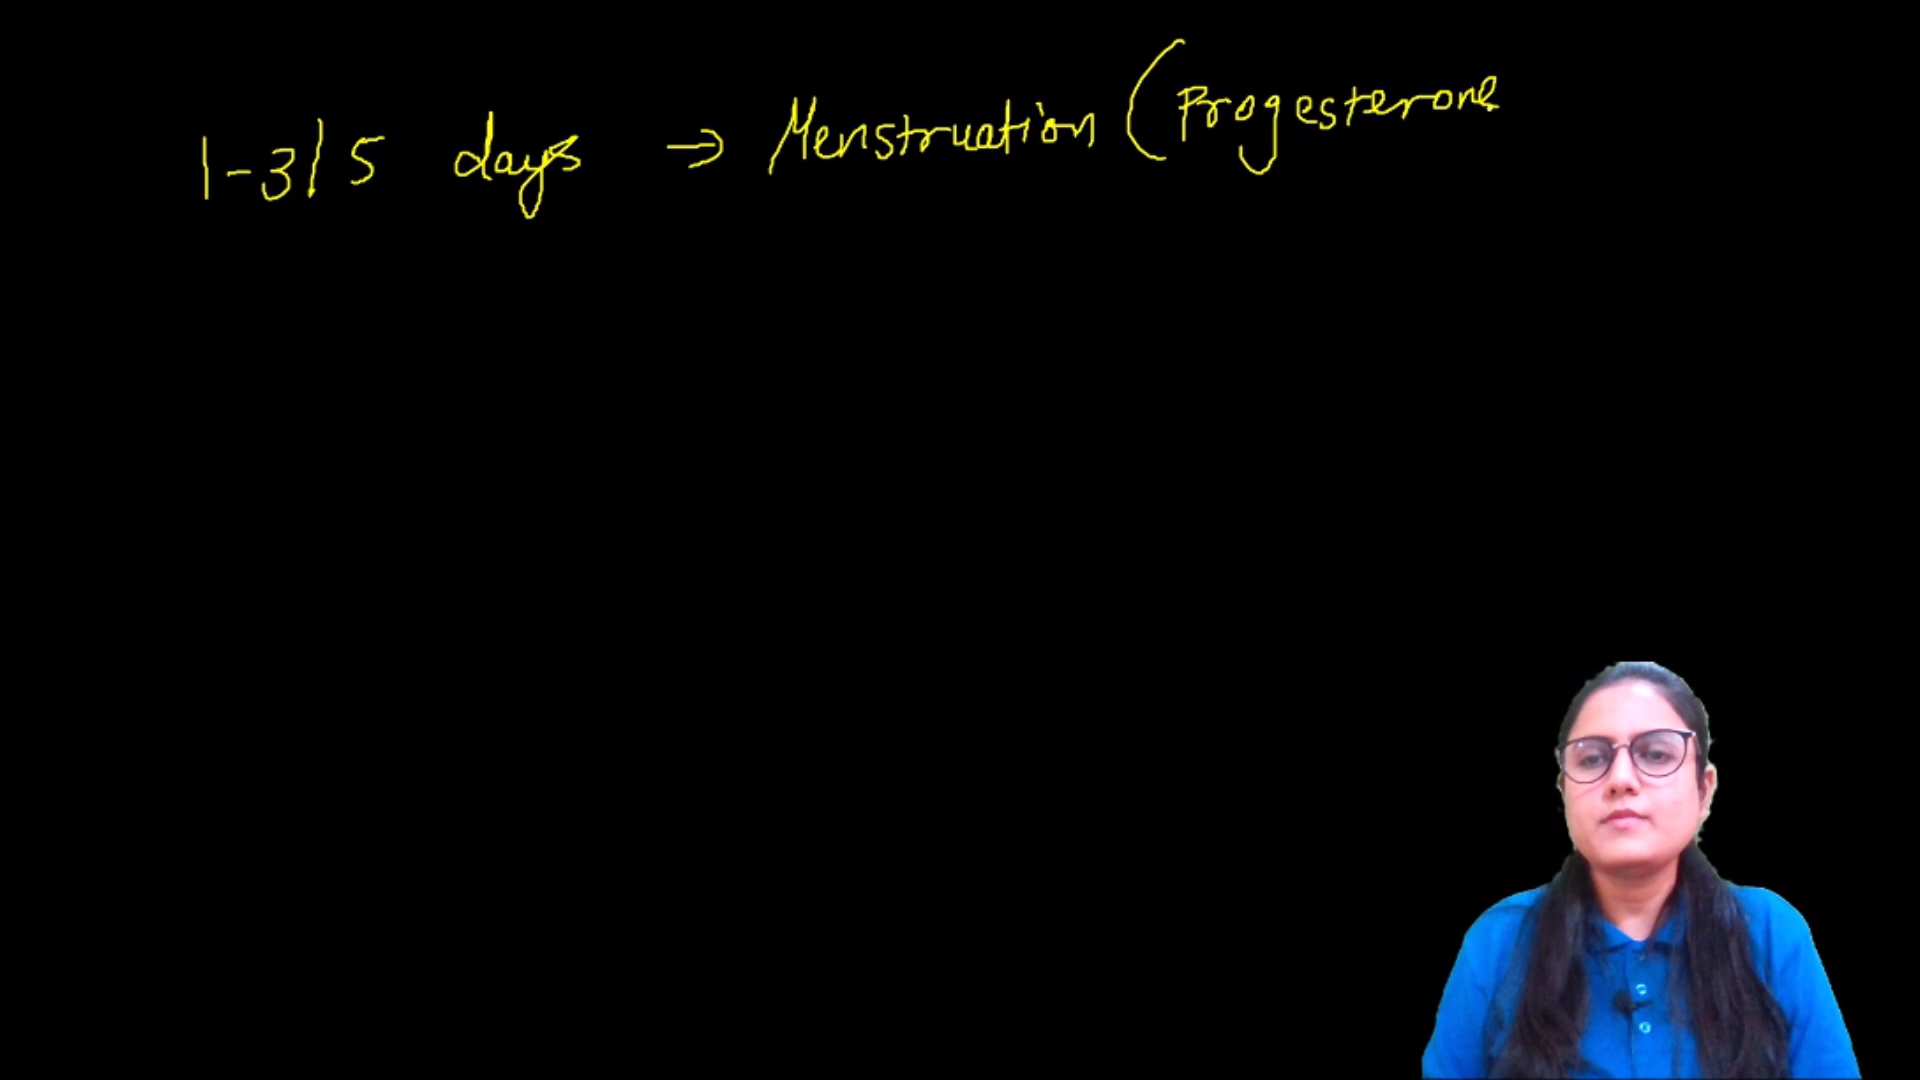 1-3/5 days → Menstruation (Progesterone